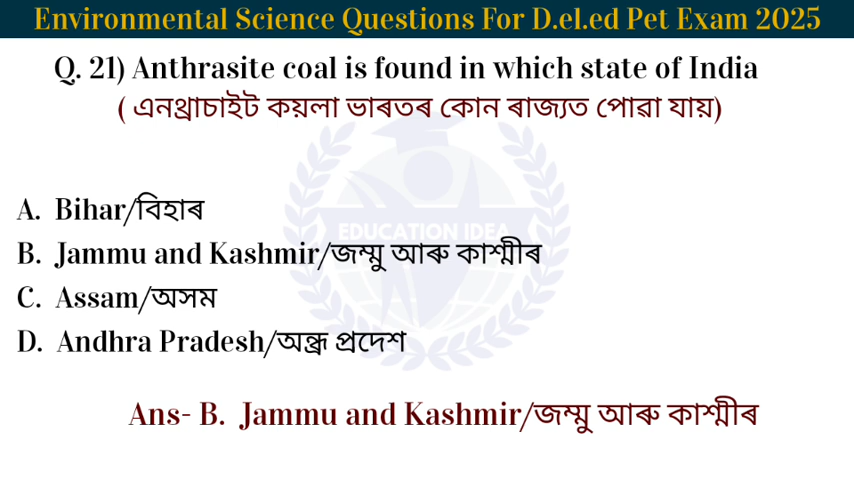 Environmental Science Questions For D.el.ed Pet Exam 2025
Q. 21) Anthrasite coal is found in which state of India
( এনথ্ৰাচাইট কয়লা ভাৰতৰ কোন ৰাজ্যত পোৱা যায়)
EDUCATION IDEA
A. Bihar/বিহাৰ
B. Jammu and Kashmir/জম্মু আৰু কাশ্মীৰ
C. Assam/অসম
D. Andhra Pradesh/অন্ধ্ৰ প্ৰদেশ
Ans- B. Jammu and Kashmir/জম্মু আৰু কাশ্মীৰ